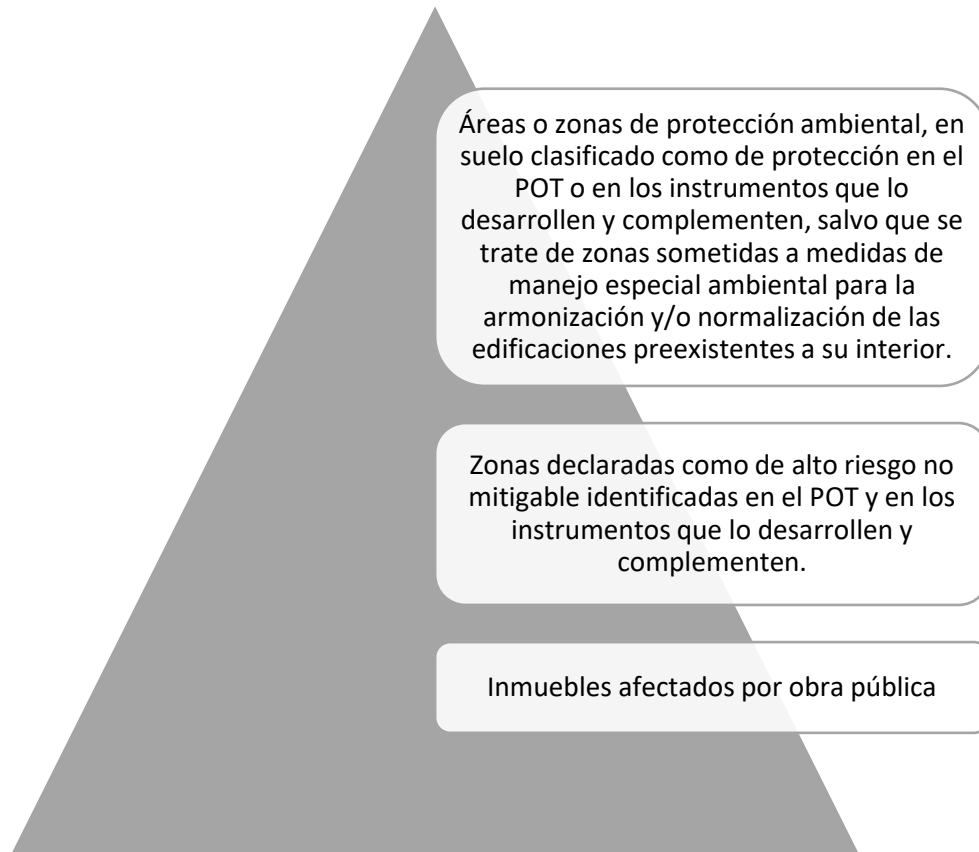 Áreas o zonas de protección ambiental, en
suelo clasificado como de protección en el
POT o en los instrumentos que lo
desarrollen y complementen, salvo que se
trate de zonas sometidas a medidas de
manejo especial ambiental para la
armonización y/o normalización de las
edificaciones preexistentes a su interior.
Zonas declaradas como de alto riesgo no
mitigable identificadas en el POT y en los
instrumentos que lo desarrollen y
complementen.
Inmuebles afectados por obra pública